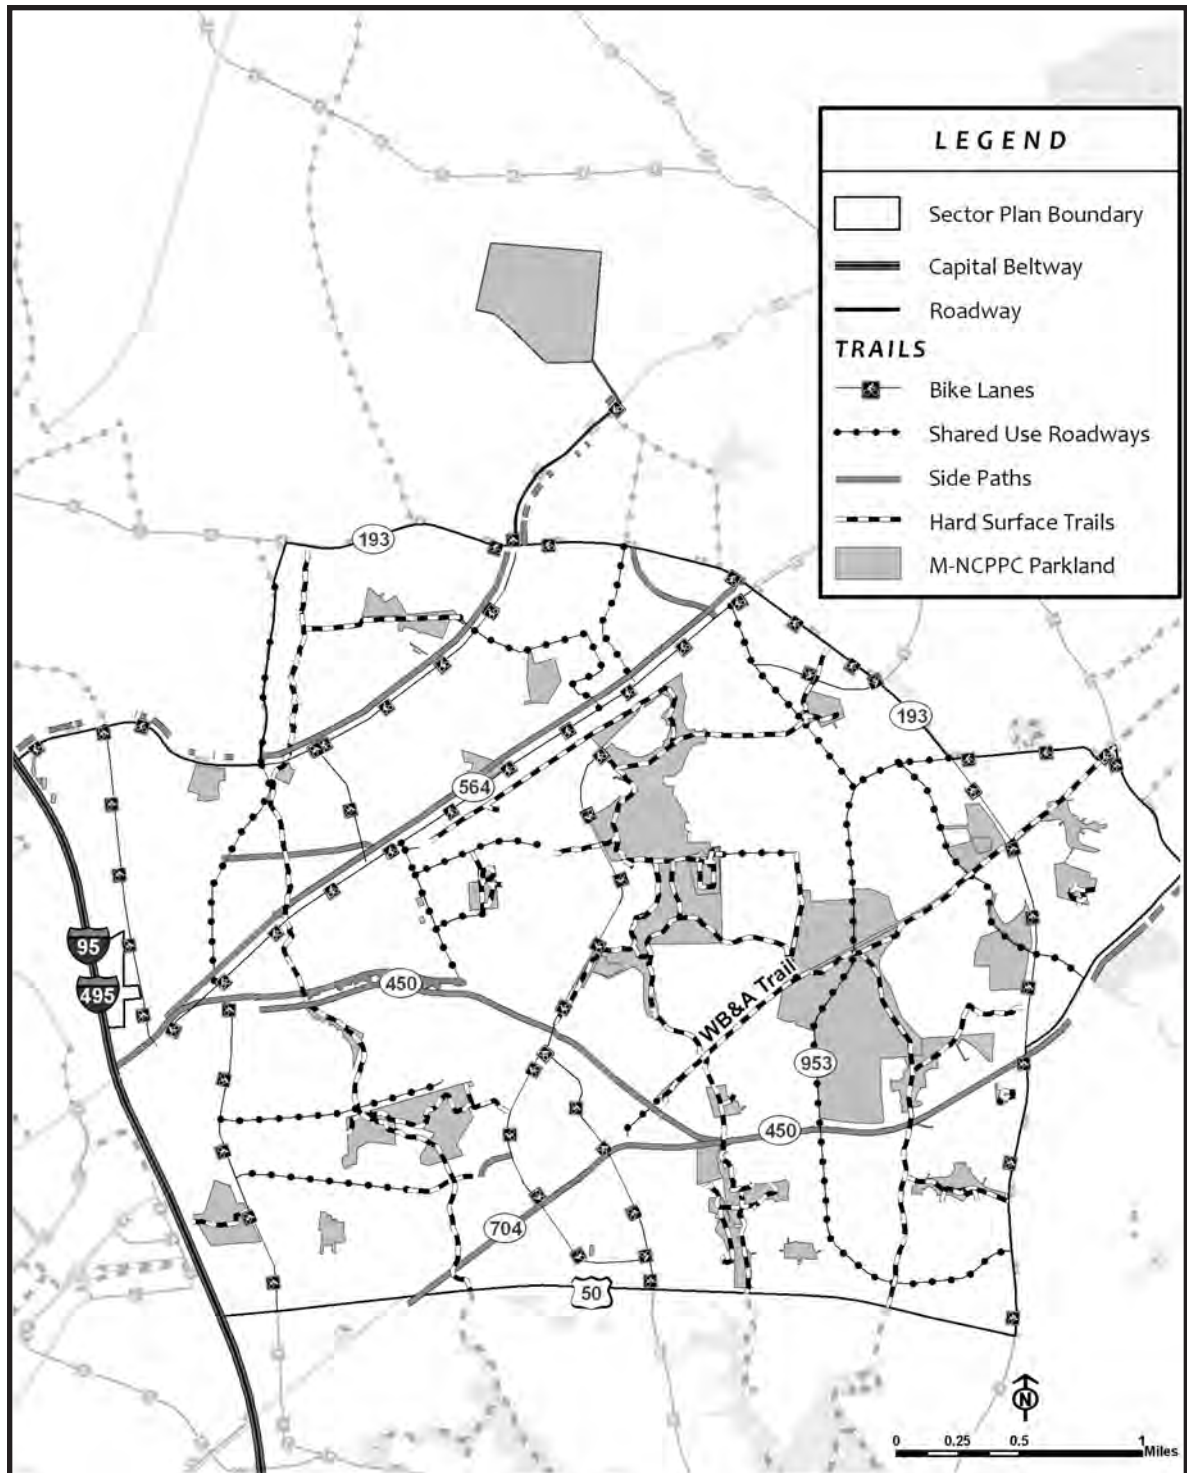 LEGEND
Sector Plan Boundary
Capital Beltway
Roadway
TRAILS
Bike Lanes
Shared Use Roadways
Side Paths
Hard Surface Trails
M-NCPPC Parkland
193
193
564
95
495
450
WB&A Trail
953
450
704
50
N
0 0.25 0.5 1
Miles